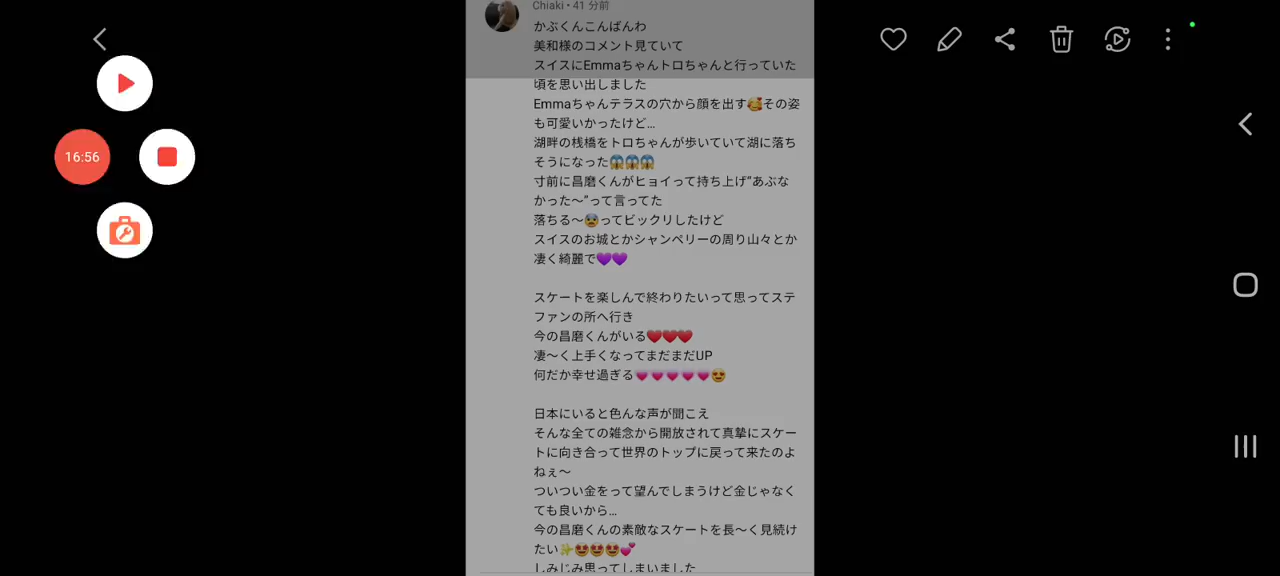 Chiaki • 41 分前
かぶくんこんばんわ
美和様のコメント見ていて
スイスにEmmaちゃんトロちゃんと行っていた
頃を思い出しました
Emmaちゃんテラスの穴から顔を出す🥰その姿
も可愛いかったけど…
湖畔の桟橋をトロちゃんが歩いていて湖に落ち
そうになった😱😱😱
寸前に昌磨くんがヒョイって持ち上げ“あぶな
かった〜”って言ってた
落ちる〜😨ってビックリしたけど
スイスのお城とかシャンペリーの周り山々とか
凄く綺麗で💜💜
スケートを楽しんで終わりたいって思ってステ
ファンの所へ行き
今の昌磨くんがいる❤️❤️❤️
凄〜く上手くなってまだまだUP
何だか幸せ過ぎる💗💗💗💗💗😍
日本にいると色んな声が聞こえ
そんな全ての雑念から開放されて真摯にスケー
トに向き合って世界のトップに戻って来たのよ
ねぇ〜
ついつい金をって望んでしまうけど金じゃなく
ても良いから…
今の昌磨くんの素敵なスケートを長〜く見続け
たい✨🤩🤩🤩💕
しみじみ思ってしまいました
16:56